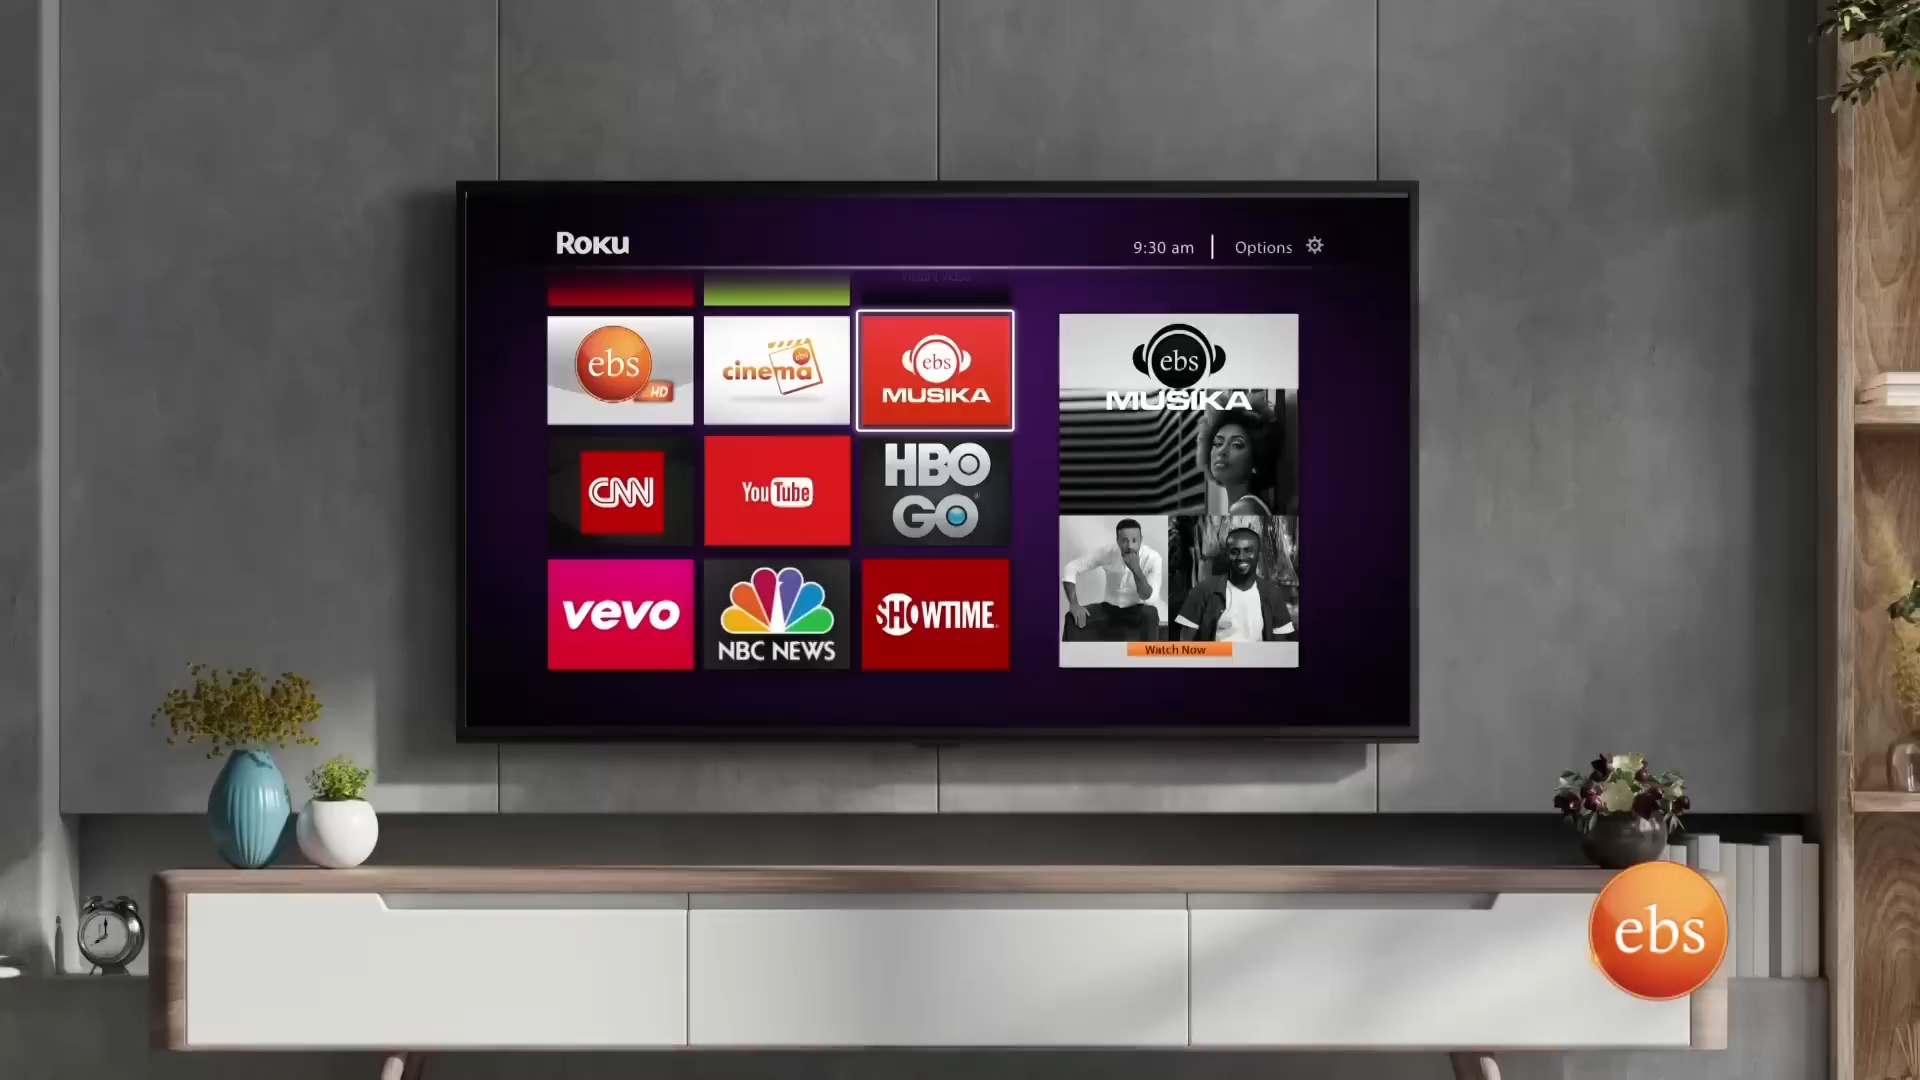 Roku
9:30 am
Options
ebs
HD
cinema
ebs
ebs
MUSIKA
ebs
MUSIKA
CNN
YouTube
HBO
GO
vevo
NBC NEWS
SHOWTIME
Watch Now
ebs